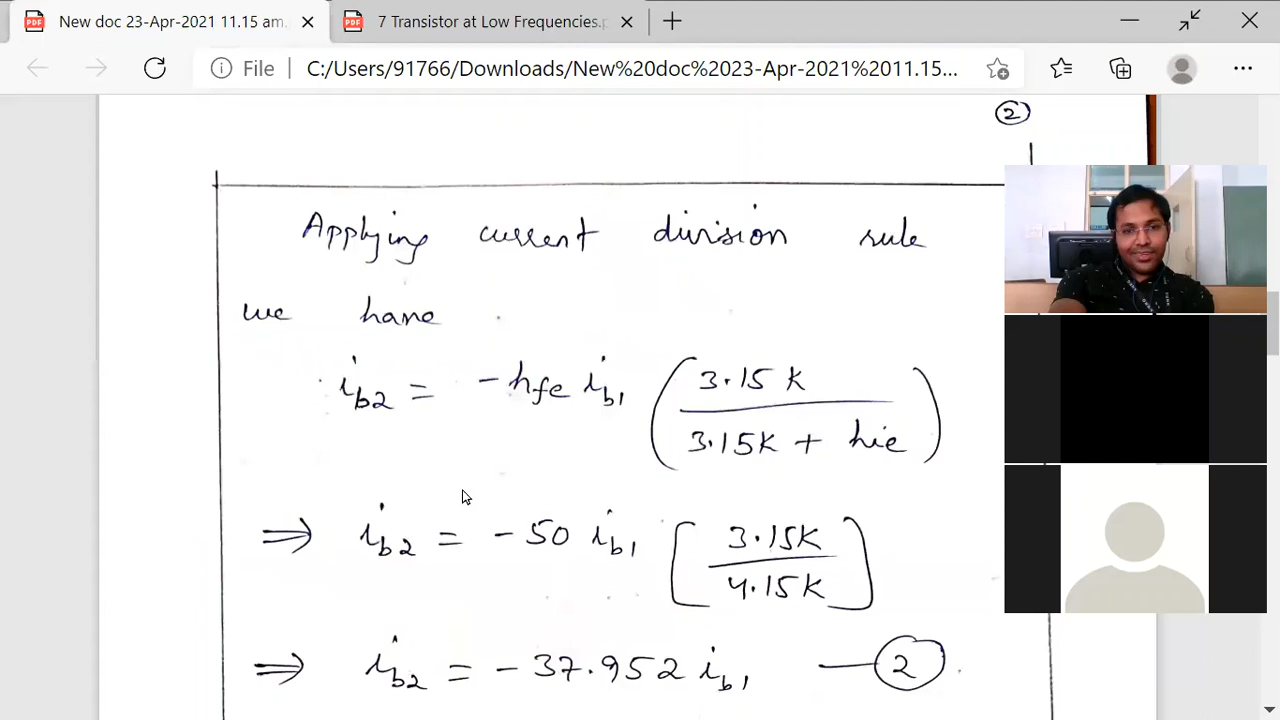 New doc 23-Apr-2021 11.15 am.
7 Transistor at Low Frequencies.p
File
C:/Users/91766/Downloads/New%20doc%2023-Apr-2021%2011.15...
2
Applying current division rule
we have
ib2 = -hfe ib1 (3.15 K / 3.15K + hie)
⇒ ib2 = -50 ib1 [3.15K / 4.15K]
⇒ ib2 = -37.952 ib1 — 2